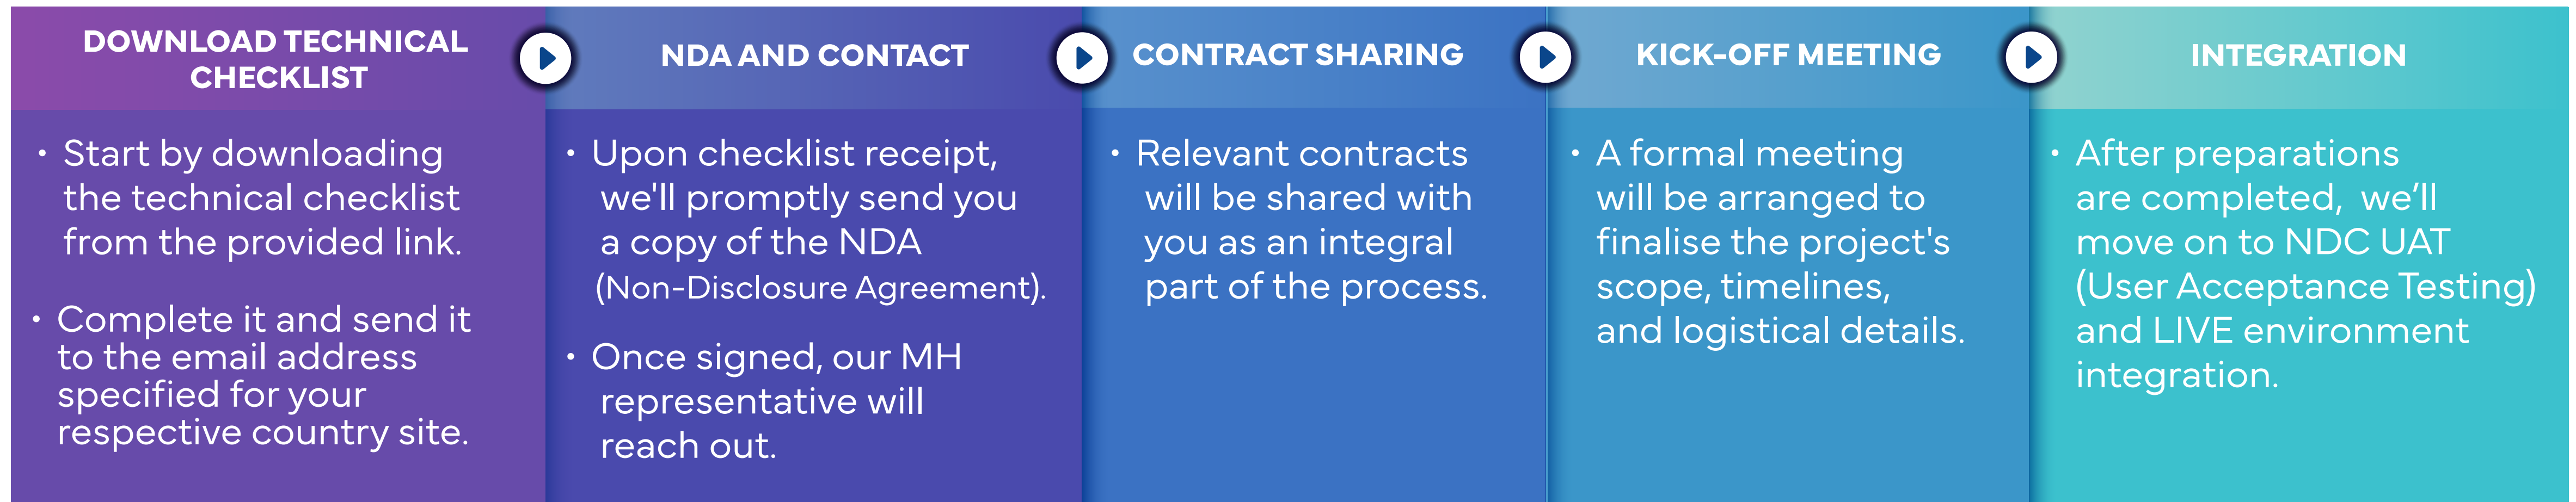 DOWNLOAD TECHNICAL
CHECKLIST
• Start by downloading
the technical checklist
from the provided link.
• Complete it and send it
to the email address
specified for your
respective country site.
NDA AND CONTACT
• Upon checklist receipt,
we'll promptly send you
a copy of the NDA
(Non-Disclosure Agreement).
• Once signed, our MH
representative will
reach out.
CONTRACT SHARING
• Relevant contracts
will be shared with
you as an integral
part of the process.
KICK-OFF MEETING
• A formal meeting
will be arranged to
finalise the project's
scope, timelines,
and logistical details.
INTEGRATION
• After preparations
are completed, we’ll
move on to NDC UAT
(User Acceptance Testing)
and LIVE environment
integration.